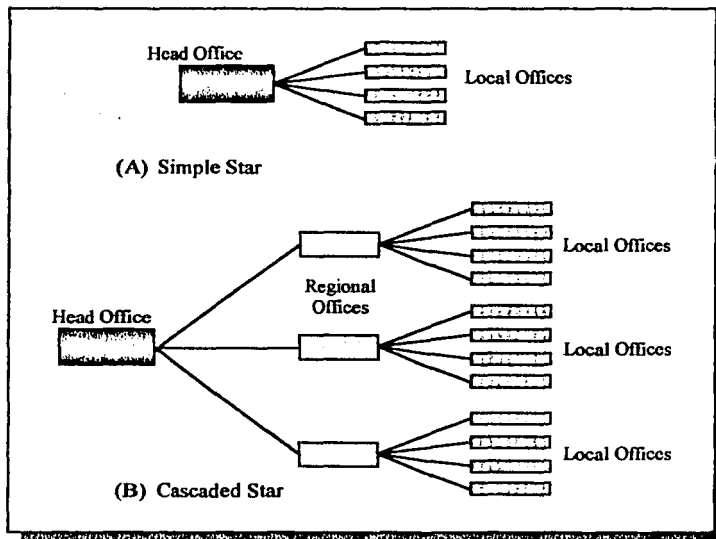 Head Office
Local Offices
(A) Simple Star
Local Offices
Regional
Offices
Head Office
Local Offices
Local Offices
(B) Cascaded Star